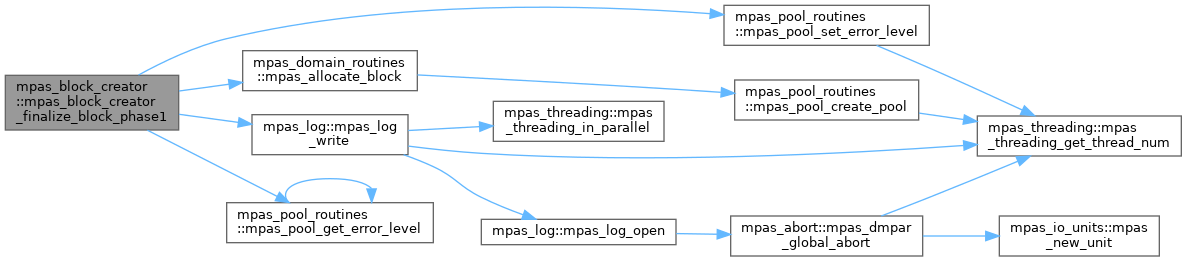 mpas_block_creator
::mpas_block_creator
_finalize_block_phase1
mpas_domain_routines
::mpas_allocate_block
mpas_log::mpas_log
_write
mpas_pool_routines
::mpas_pool_get_error_level
mpas_pool_routines
::mpas_pool_set_error_level
mpas_threading::mpas
_threading_in_parallel
mpas_log::mpas_log_open
mpas_pool_routines
::mpas_pool_create_pool
mpas_abort::mpas_dmpar
_global_abort
mpas_threading::mpas
_threading_get_thread_num
mpas_io_units::mpas
_new_unit